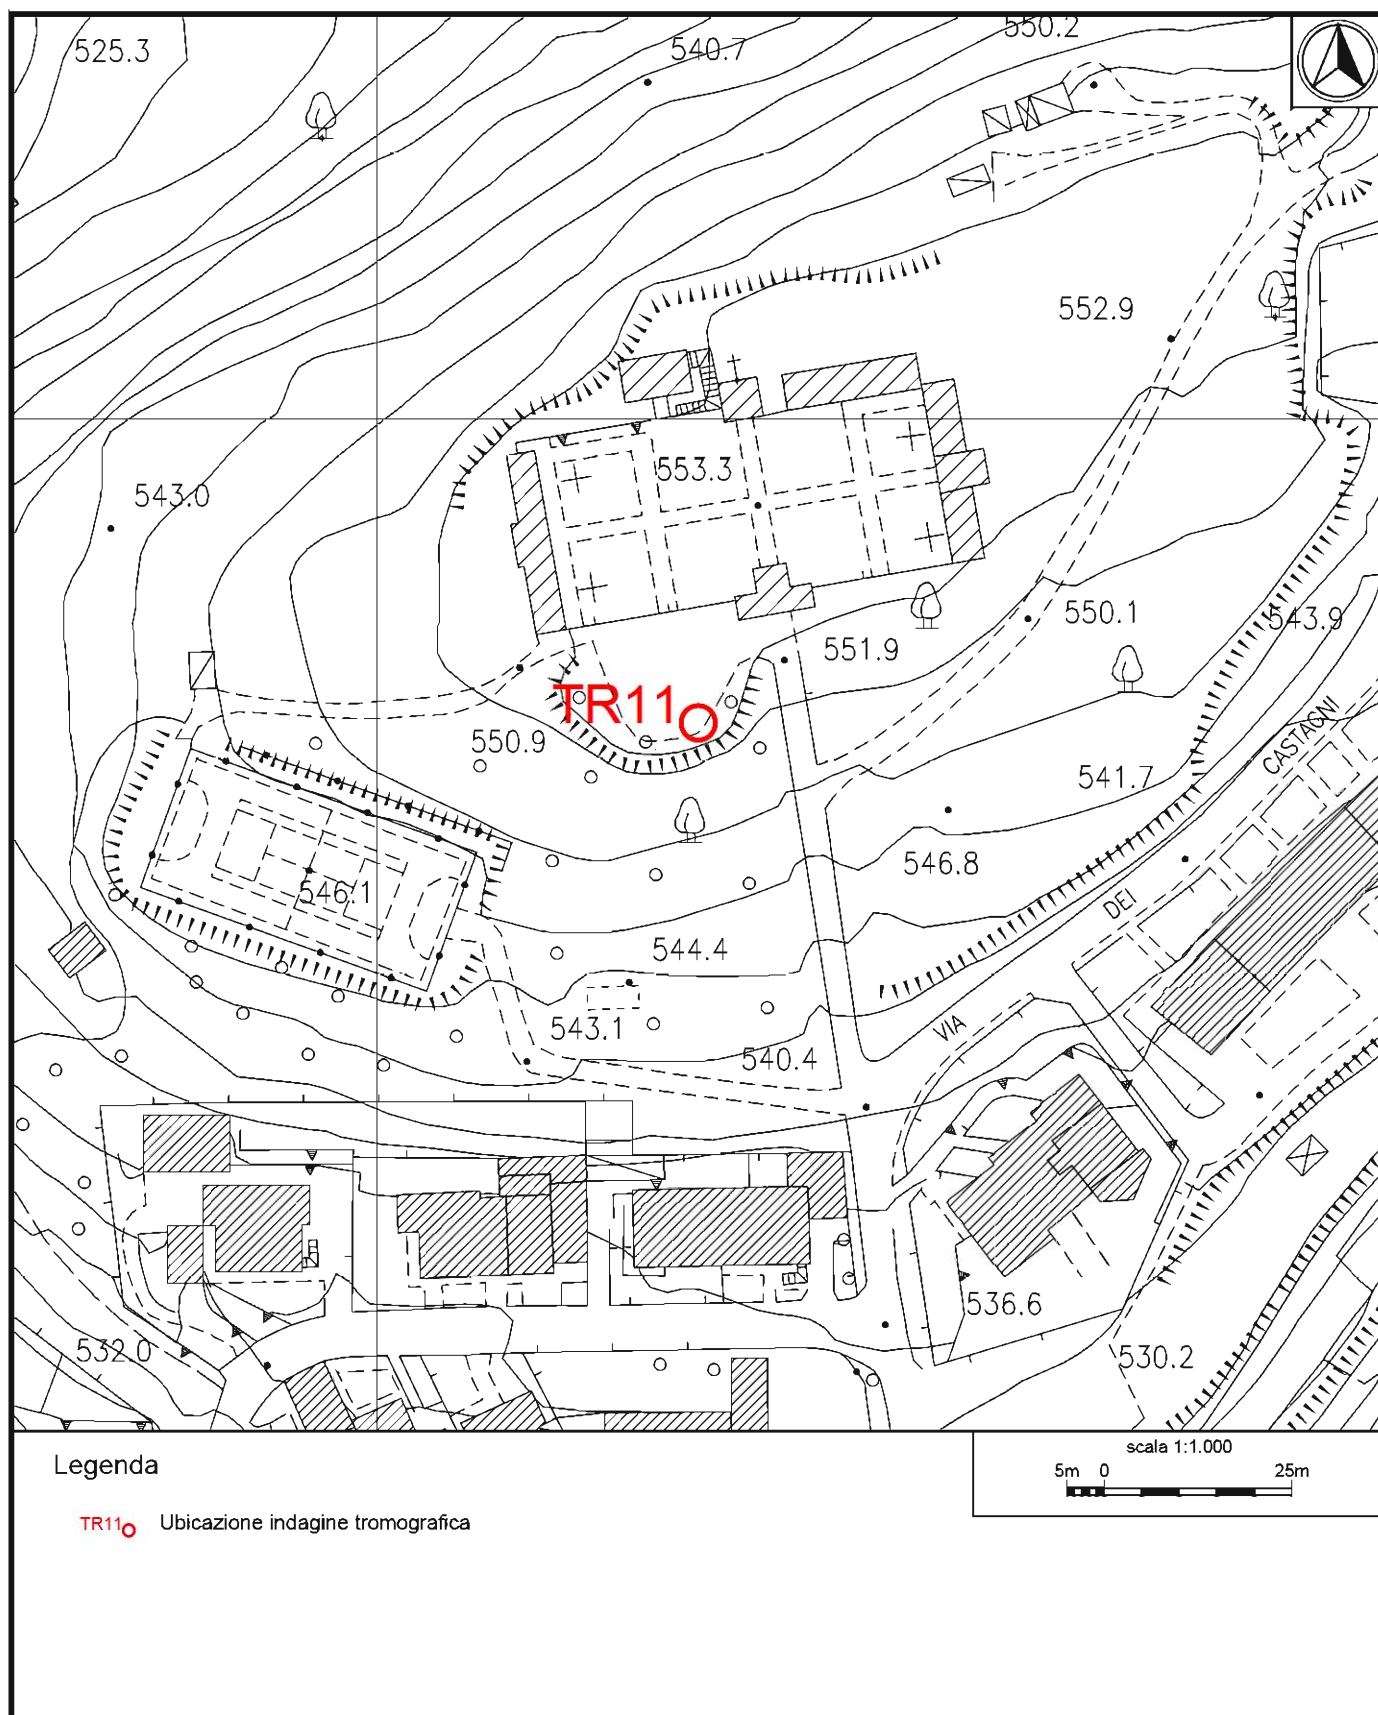 525.3
540.7
550.2
552.9
543.0
553.3
550.1
543.9
551.9
TR11
550.9
541.7
CASTAGNI
546.8
546.1
DEI
544.4
543.1
VIA
540.4
536.6
532.0
530.2
Legenda
scala 1:1.000
5m 0 25m
TR11 Ubicazione indagine tromografica